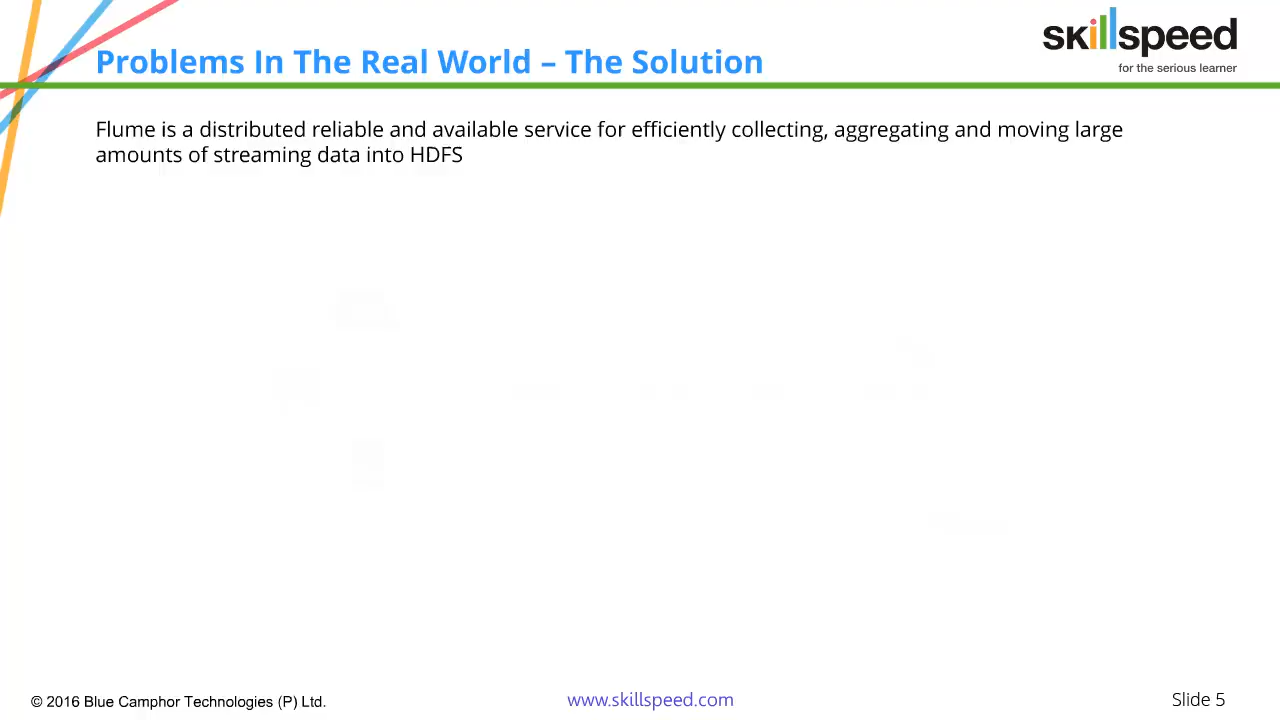 Problems In The Real World – The Solution
skillspeed
for the serious learner
Flume is a distributed reliable and available service for efficiently collecting, aggregating and moving large
amounts of streaming data into HDFS
© 2016 Blue Camphor Technologies (P) Ltd.
www.skillspeed.com
Slide 5